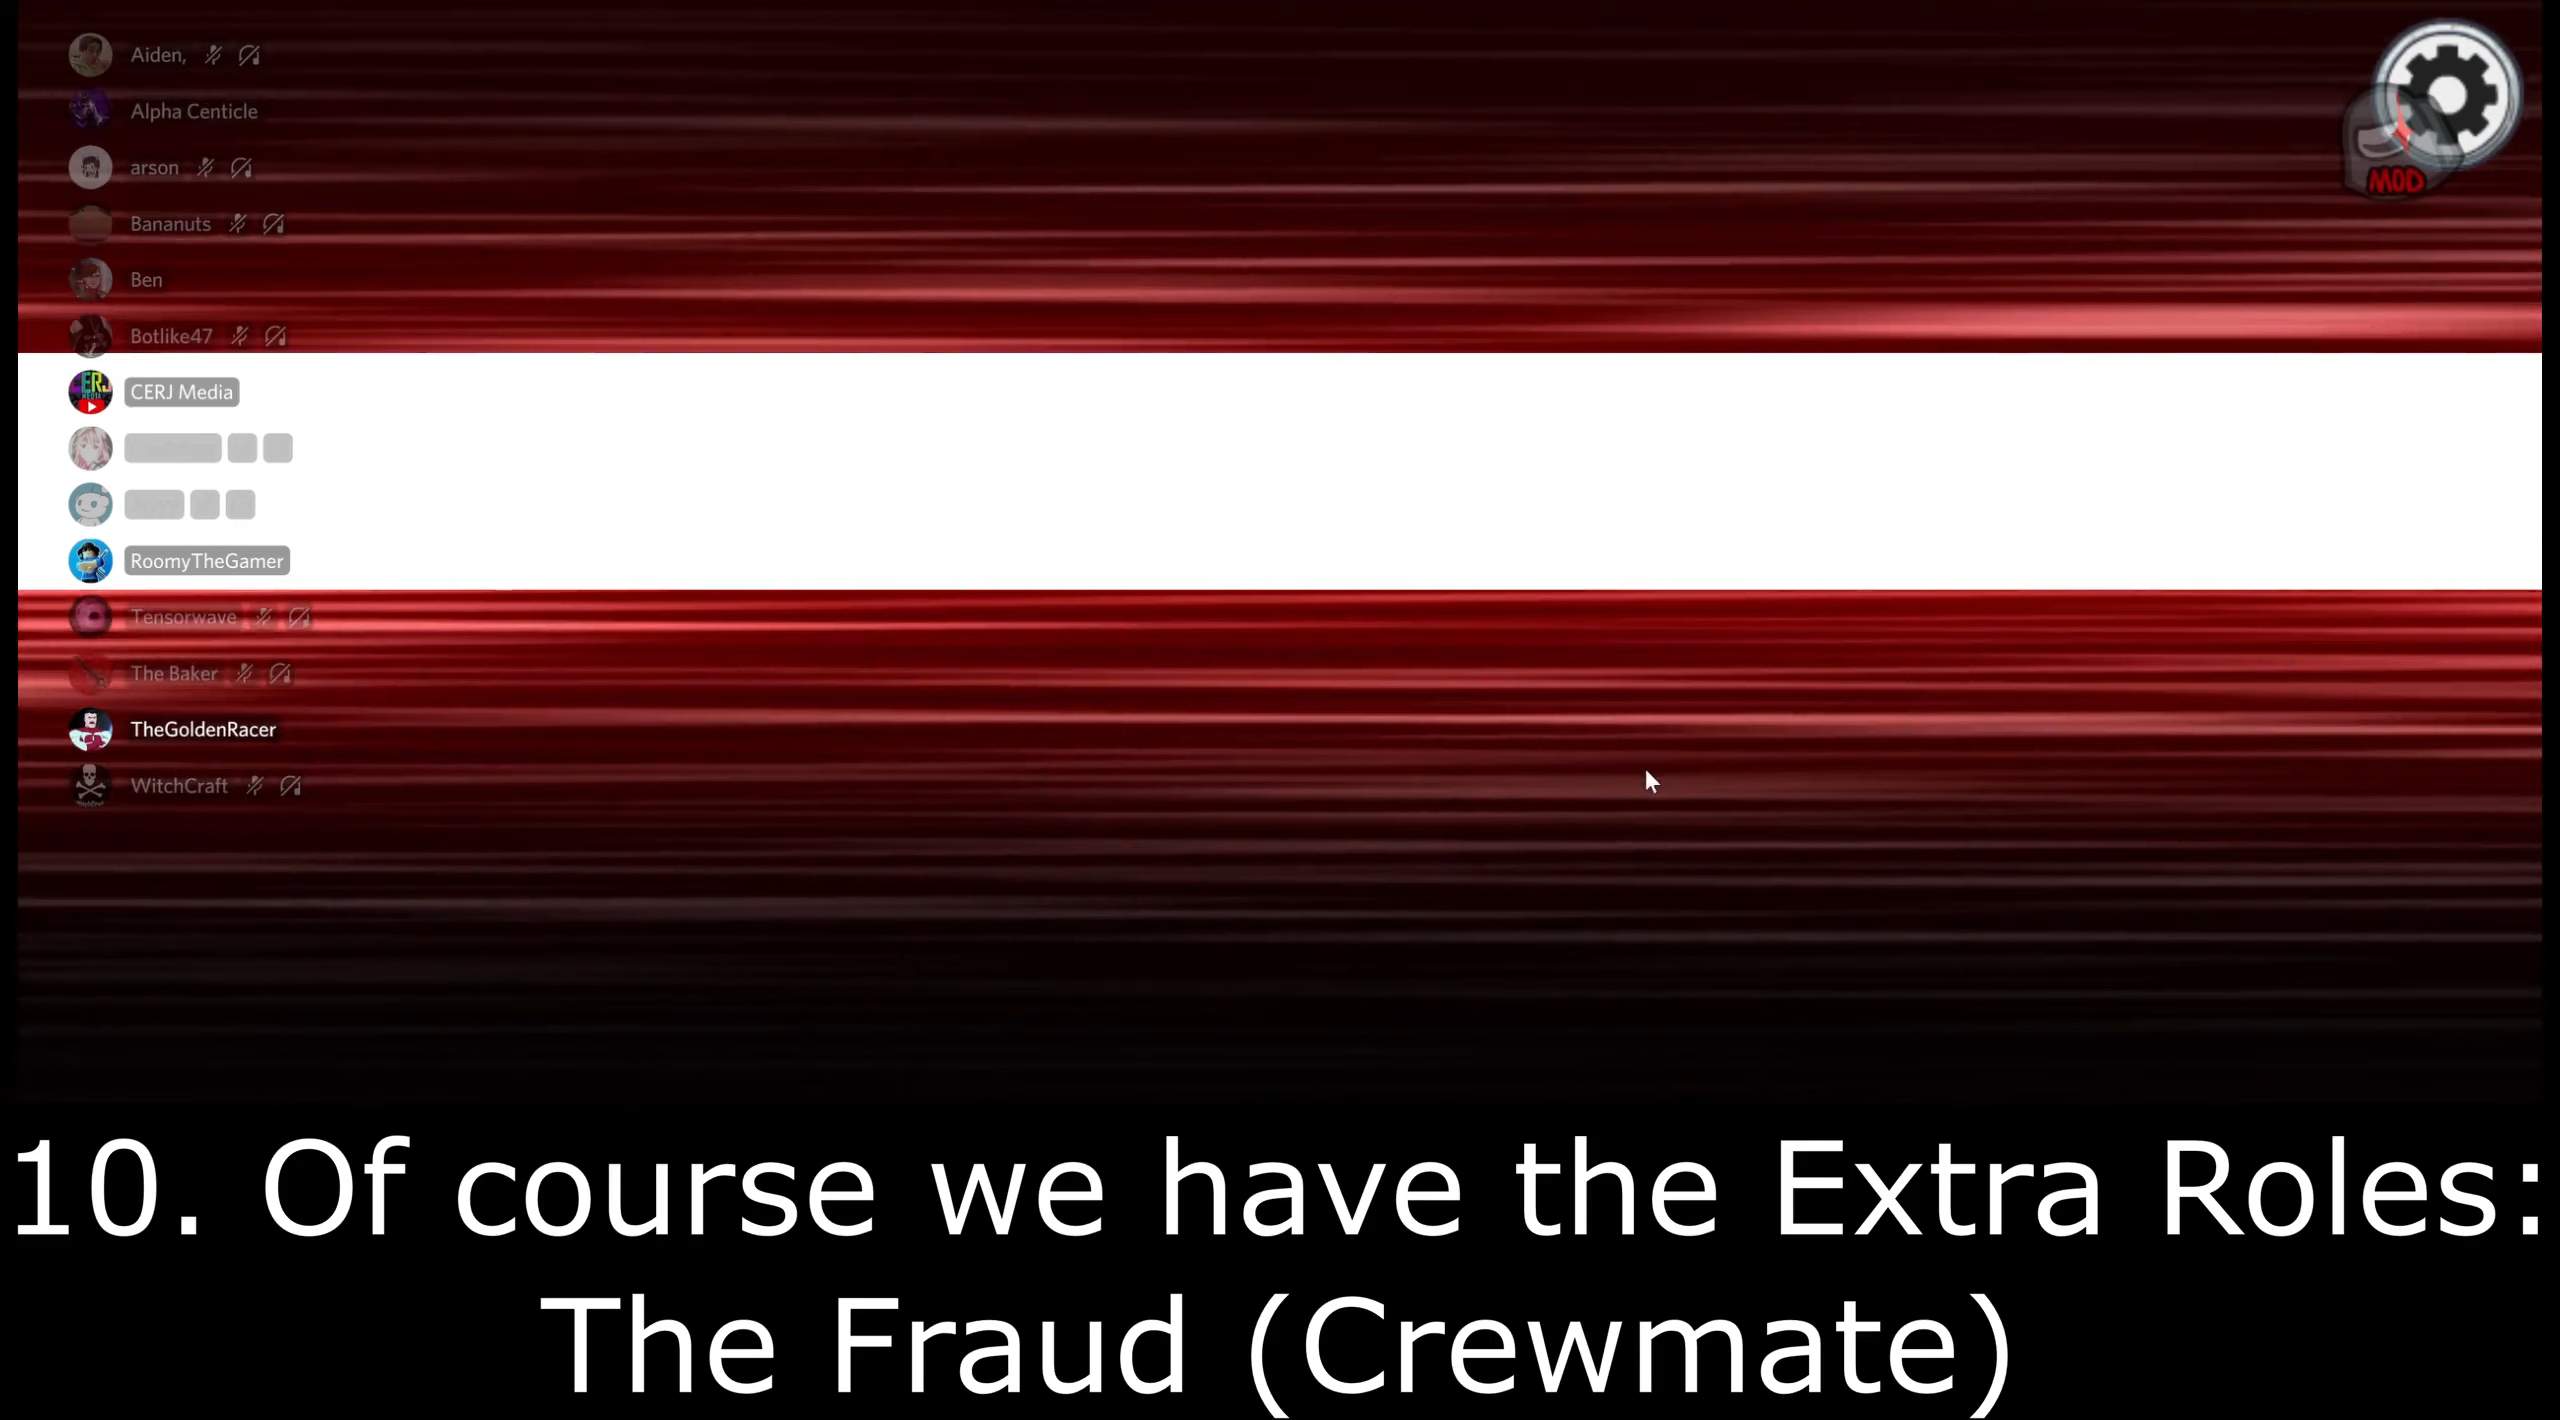 Aiden,
Alpha Centicle
arson
Bananuts
Ben
Botlike47
CERJ Media
RoomyTheGamer
Tensorwave
The Baker
TheGoldenRacer
WitchCraft
MOD
10. Of course we have the Extra Roles:
The Fraud (Crewmate)